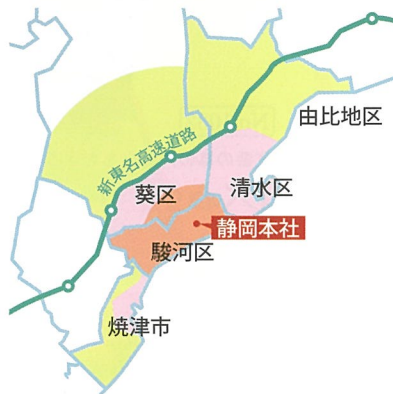 由比地区
新東名高速道路
葵区
清水区
静岡本社
駿河区
焼津市